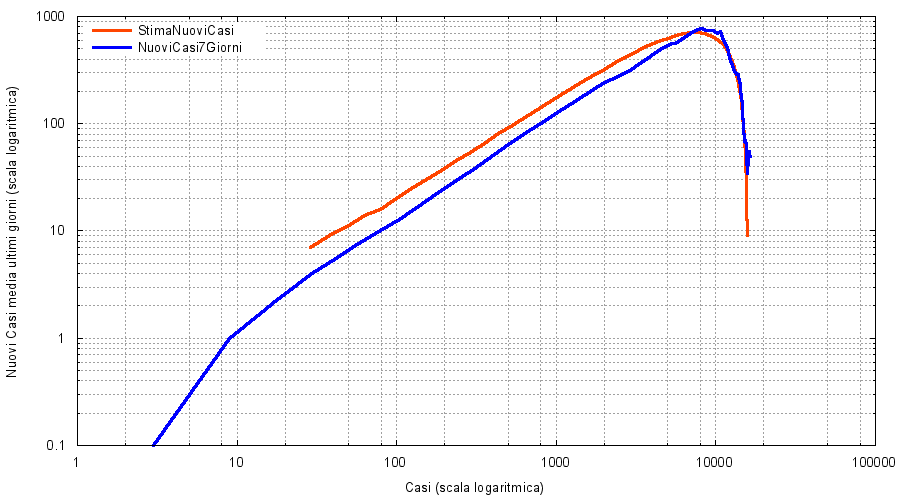 1000
100
10
1
0.1
StimaNuoviCasi
NuoviCasi7Giorni
Nuovi Casi media ultimi giorni (scala logaritmica)
1 10 100 1000 10000 100000
Casi (scala logaritmica)